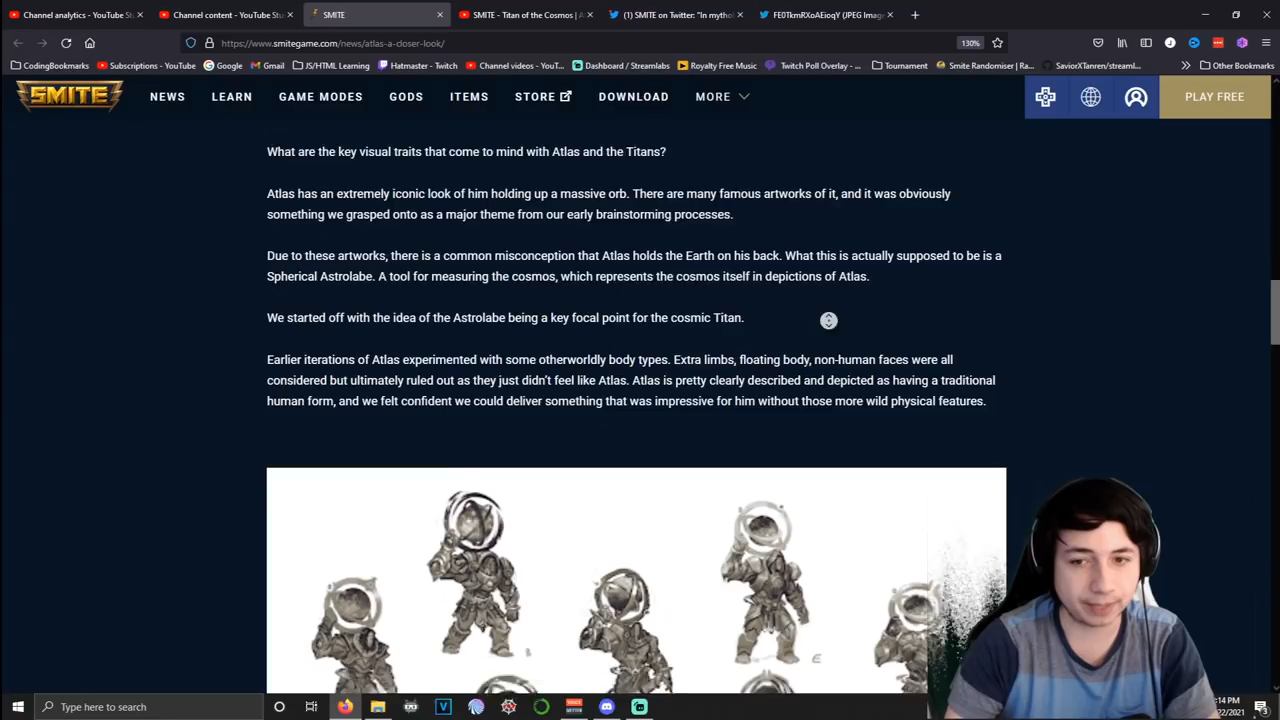 Channel analytics - YouTube St
Channel content - YouTube Stu
SMITE
SMITE - Titan of the Cosmos | A
(1) SMITE on Twitter: "In mytho
FE0TkmRXoAEioqY (JPEG Imag
https://www.smitegame.com/news/atlas-a-closer-look/
130%
CodingBookmarks
Subscriptions - YouTube
Google
Gmail
JS/HTML Learning
Hatmaster - Twitch
Channel videos - YouT...
Dashboard / Streamlabs
Royalty Free Music
Twitch Poll Overlay - ...
Tournament
Smite Randomiser | Ra...
SaviorXTanren/streaml...
Other Bookmarks
SMITE
NEWS
LEARN
GAME MODES
GODS
ITEMS
STORE
DOWNLOAD
MORE
PLAY FREE
What are the key visual traits that come to mind with Atlas and the Titans?
Atlas has an extremely iconic look of him holding up a massive orb. There are many famous artworks of it, and it was obviously
something we grasped onto as a major theme from our early brainstorming processes.
Due to these artworks, there is a common misconception that Atlas holds the Earth on his back. What this is actually supposed to be is a
Spherical Astrolabe. A tool for measuring the cosmos, which represents the cosmos itself in depictions of Atlas.
We started off with the idea of the Astrolabe being a key focal point for the cosmic Titan.
Earlier iterations of Atlas experimented with some otherworldly body types. Extra limbs, floating body, non-human faces were all
considered but ultimately ruled out as they just didn't feel like Atlas. Atlas is pretty clearly described and depicted as having a traditional
human form, and we felt confident we could deliver something that was impressive for him without those more wild physical features.
E
Type here to search
:14 PM
/22/2021